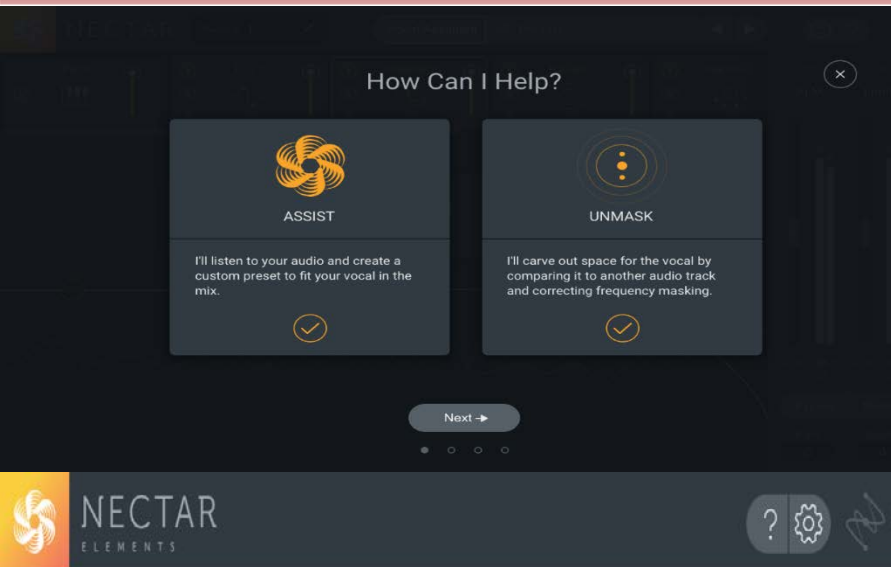 NECTAR
How Can I Help?
ASSIST
I'll listen to your audio and create a
custom preset to fit your vocal in the
mix.
UNMASK
I'll carve out space for the vocal by
comparing it to another audio track
and correcting frequency masking.
Next
NECTAR
ELEMENTS
?